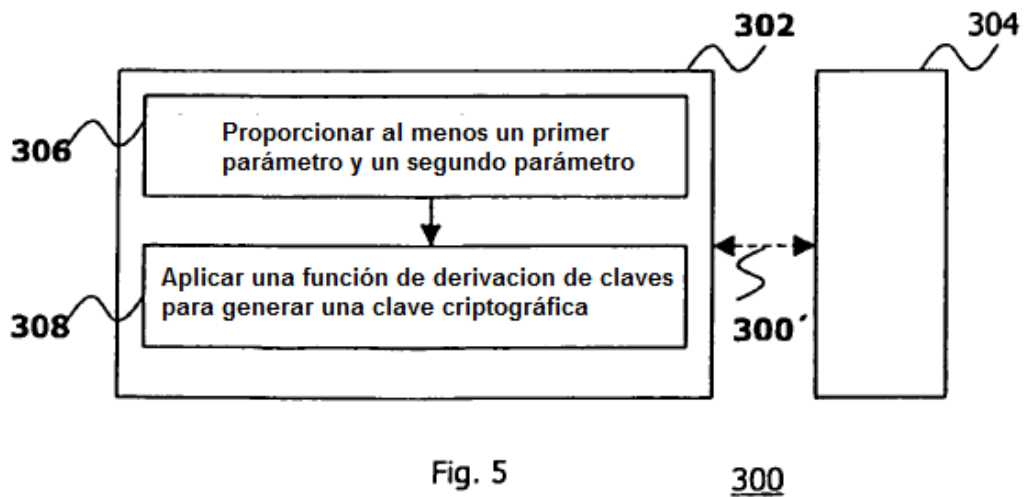 302
304
306
Proporcionar al menos un primer
parámetro y un segundo parámetro
308
Aplicar una función de derivacion de claves
para generar una clave criptográfica
300´
Fig. 5
300